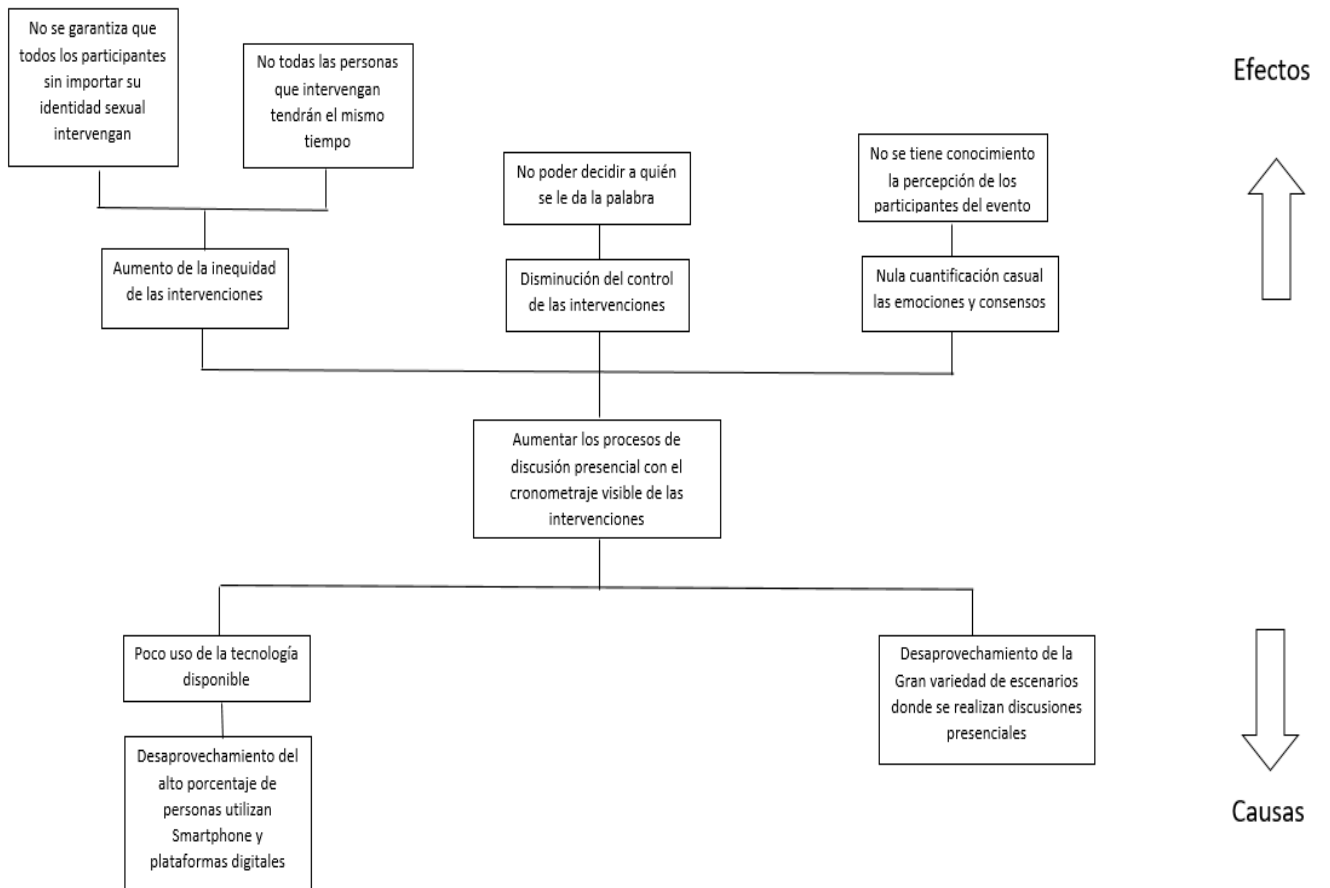 No se garantiza que
todos los participantes
sin importar su
identidad sexual
intervengan
No todas las personas
que intervengan
tendrán el mismo
tiempo
Efectos
No poder decidir a quién
se le da la palabra
No se tiene conocimiento
la percepción de los
participantes del evento
Aumento de la inequidad
de las intervenciones
Disminución del control
de las intervenciones
Nula cuantificación casual
las emociones y consensos
Aumentar los procesos de
discusión presencial con el
cronometraje visible de las
intervenciones
Poco uso de la tecnología
disponible
Desaprovechamiento de la
Gran variedad de escenarios
donde se realizan discusiones
presenciales
Desaprovechamiento del
alto porcentaje de
personas utilizan
Smartphone y
plataformas digitales
Causas